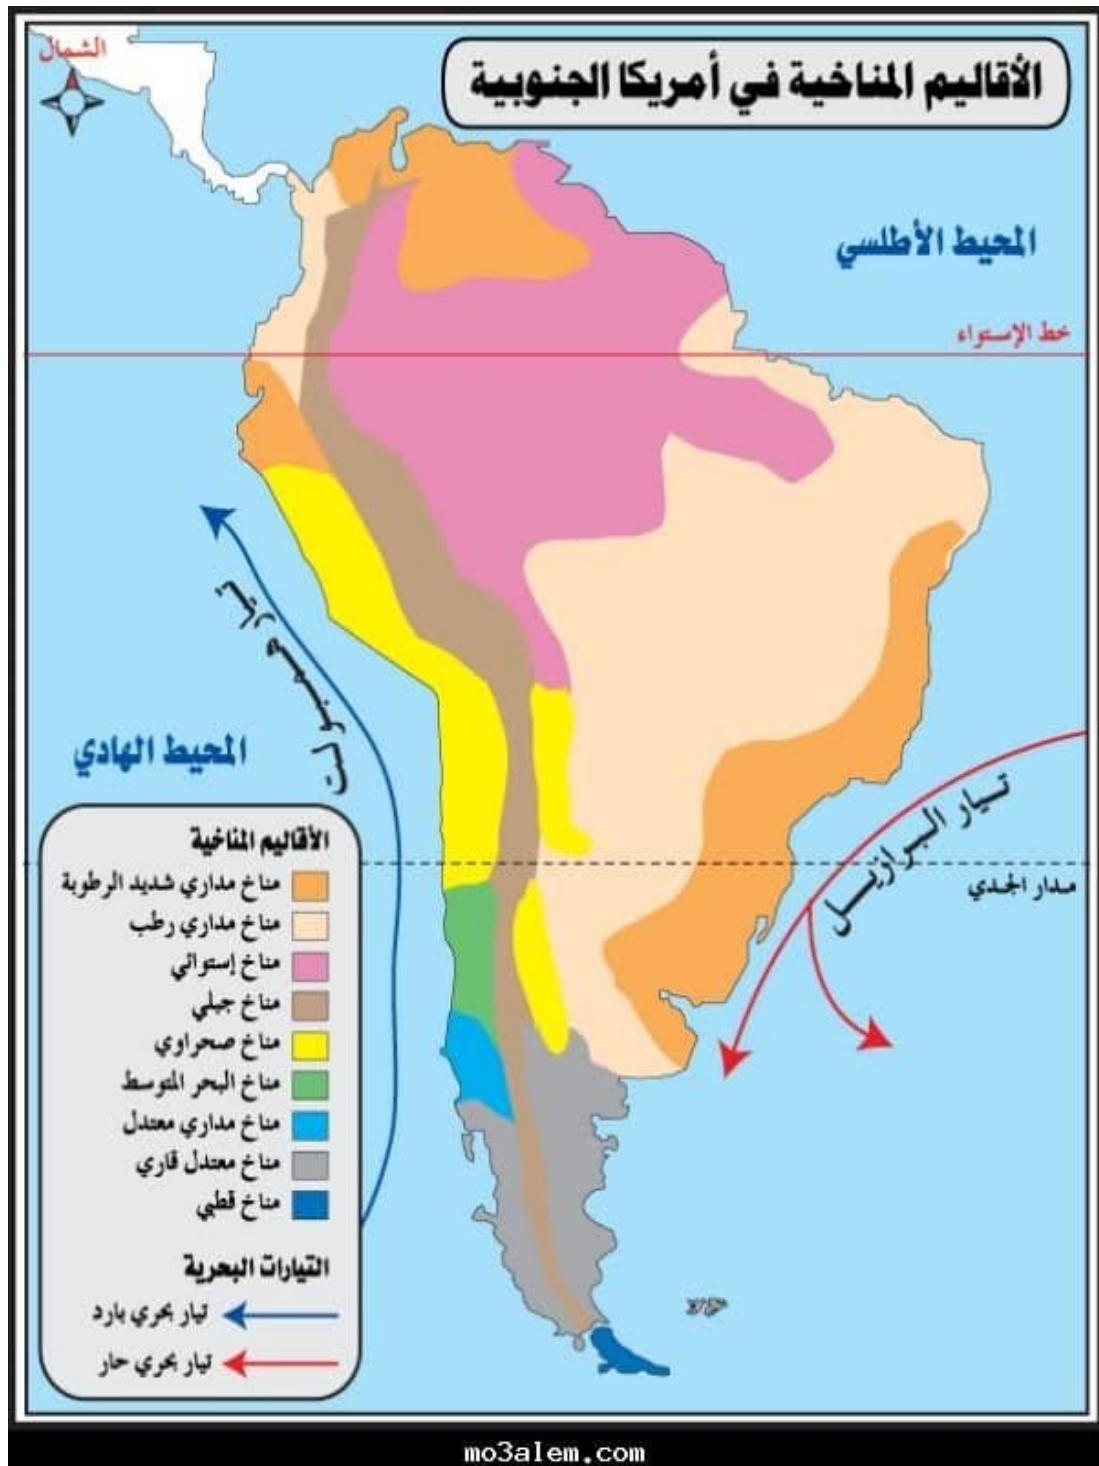 الشمال
الأقاليم المناخية في أمريكا الجنوبية
المحيط الأطلسي
خط الإستواء
تيار همبولت
المحيط الهادي
تيار البرازيل
مدار الجدي
الأقاليم المناخية
مناخ مداري شديد الرطوبة
مناخ مداري رطب
مناخ إستوائي
مناخ جبلي
مناخ صحراوي
مناخ البحر المتوسط
مناخ مداري معتدل
مناخ معتدل قاري
مناخ قطبي
التيارات البحرية
تيار بحري بارد
تيار بحري حار
mo3alem.com